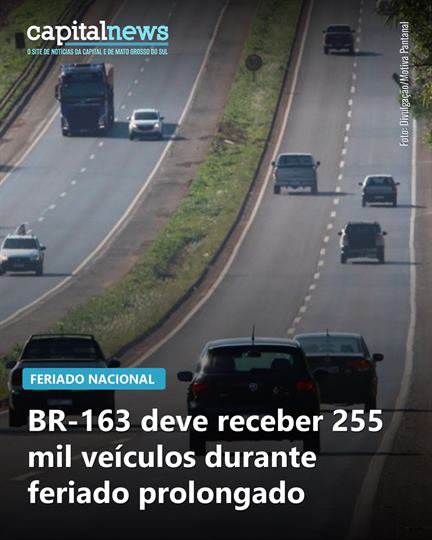 capitalnews
O SITE DE NOTÍCIAS DA CAPITAL E DE MATO GROSSO DO SUL
Foto: Divulgação/Motiva Pantanal
FERIADO NACIONAL
BR-163 deve receber 255
mil veículos durante
feriado prolongado